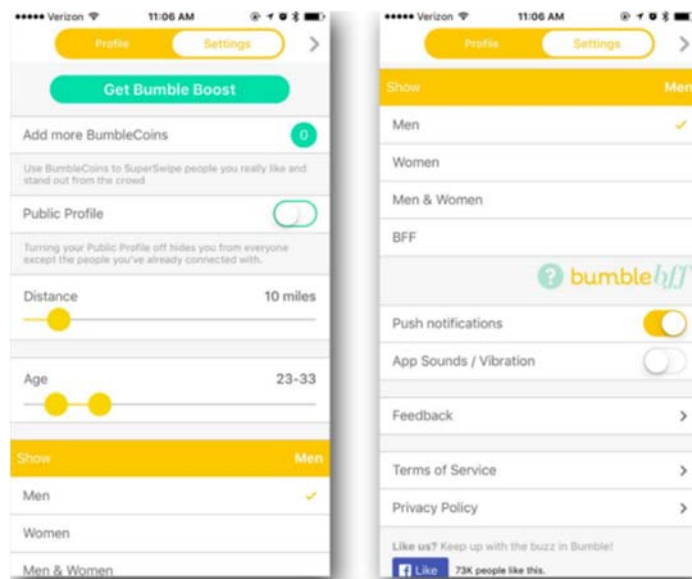 Verizon 11:06 AM
Profile Settings
Get Bumble Boost
Add more BumbleCoins 0
Use BumbleCoins to SuperSwipe people you really like and
stand out from the crowd
Public Profile
Turning your Public Profile off hides you from everyone
except the people you've already connected with.
Distance 10 miles
Age 23-33
Show Men
Men
Women
Men & Women
Verizon 11:06 AM
Profile Settings
Show Men
Men
Women
Men & Women
BFF
? bumble bff
Push notifications
App Sounds / Vibration
Feedback
Terms of Service
Privacy Policy
Like us? Keep up with the buzz in Bumble!
f Like 73K people like this.